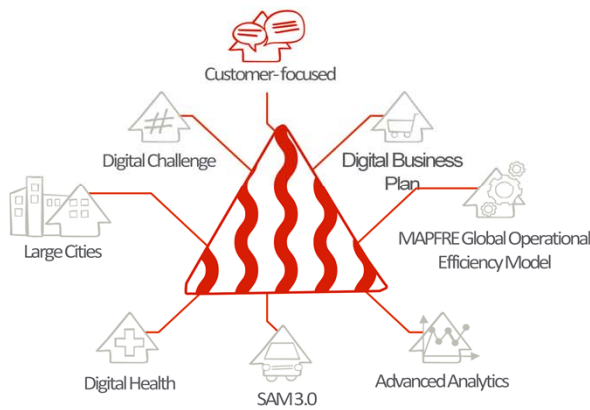 Customer-focused
Digital Challenge
Digital Business
Plan
Large Cities
MAPFRE Global Operational
Efficiency Model
Digital Health
SAM 3.0
Advanced Analytics